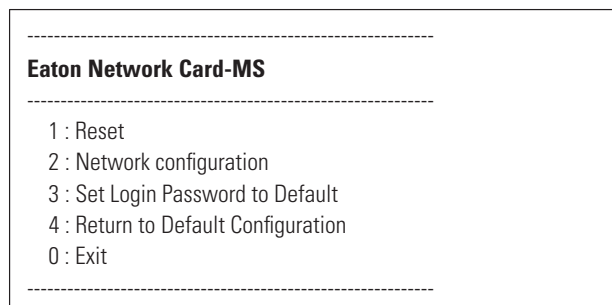 ------------------------------------------------------------
Eaton Network Card-MS
------------------------------------------------------------
1 : Reset
2 : Network configuration
3 : Set Login Password to Default
4 : Return to Default Configuration
0 : Exit
------------------------------------------------------------